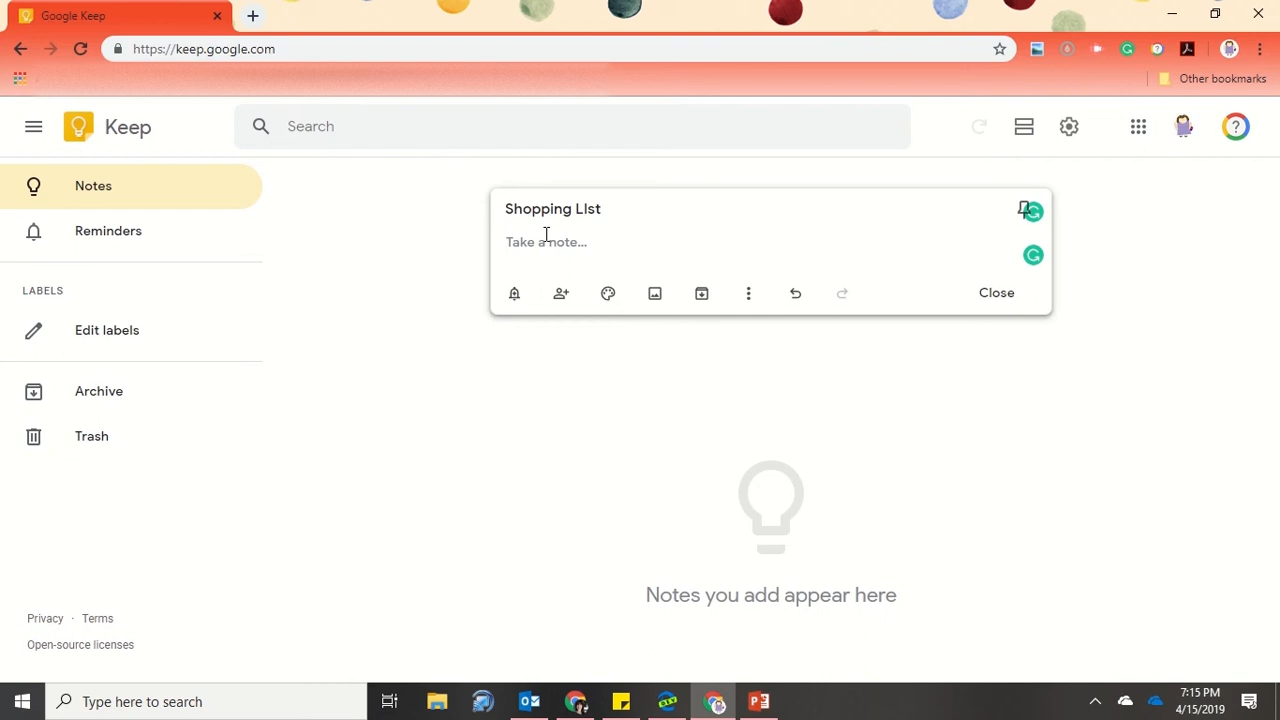 Google Keep
https://keep.google.com
Other bookmarks
Keep
Search
Notes
Reminders
LABELS
Edit labels
Archive
Trash
Privacy · Terms
Open-source licenses
Shopping LIst
Take a note...
Close
Notes you add appear here
Type here to search
7:15 PM
4/15/2019